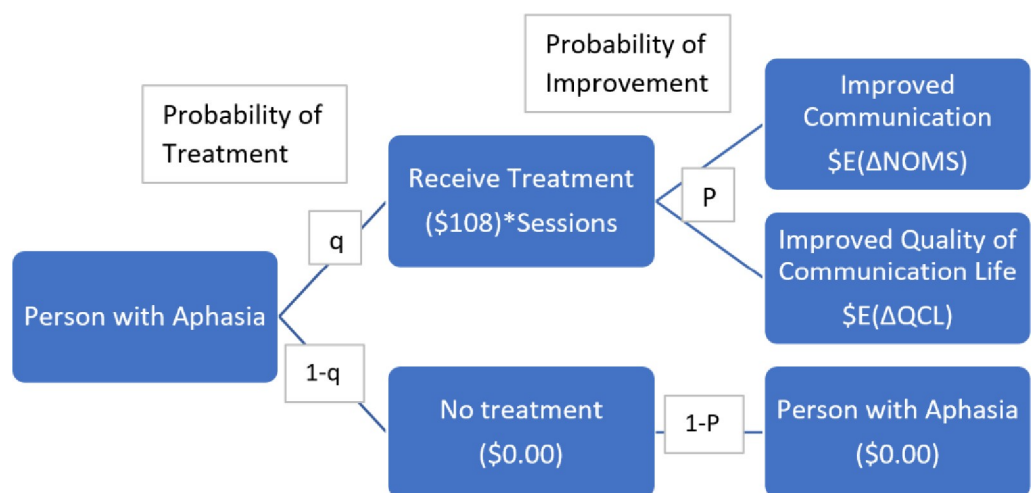 Probability of
Improvement
Improved
Communication
$E(ΔNOMS)
Probability of
Treatment
Receive Treatment
($108)*Sessions
P
q
Improved Quality of
Communication Life
$E(ΔQCL)
Person with Aphasia
1-q
No treatment
($0.00)
1-P
Person with Aphasia
($0.00)